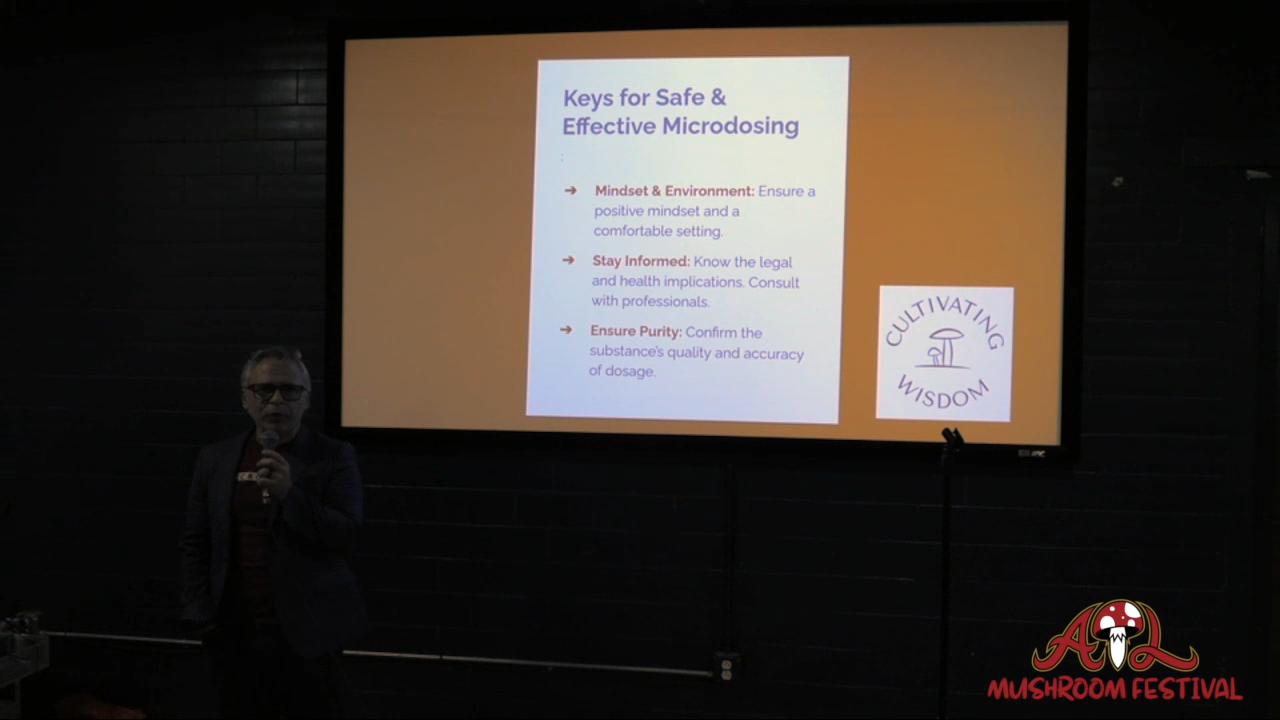 Keys for Safe &
Effective Microdosing
:
➔ Mindset & Environment: Ensure a
positive mindset and a
comfortable setting.
➔ Stay Informed: Know the legal
and health implications. Consult
with professionals.
➔ Ensure Purity: Confirm the
substance's quality and accuracy
of dosage.
CULTIVATING
WISDOM
ATL
MUSHROOM FESTIVAL